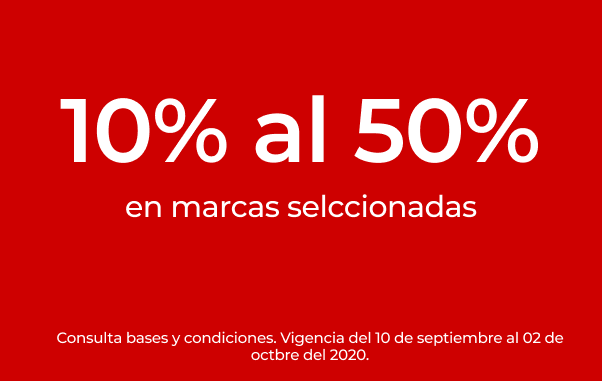 10% al 50%
en marcas selccionadas
Consulta bases y condiciones. Vigencia del 10 de septiembre al 02 de
octbre del 2020.